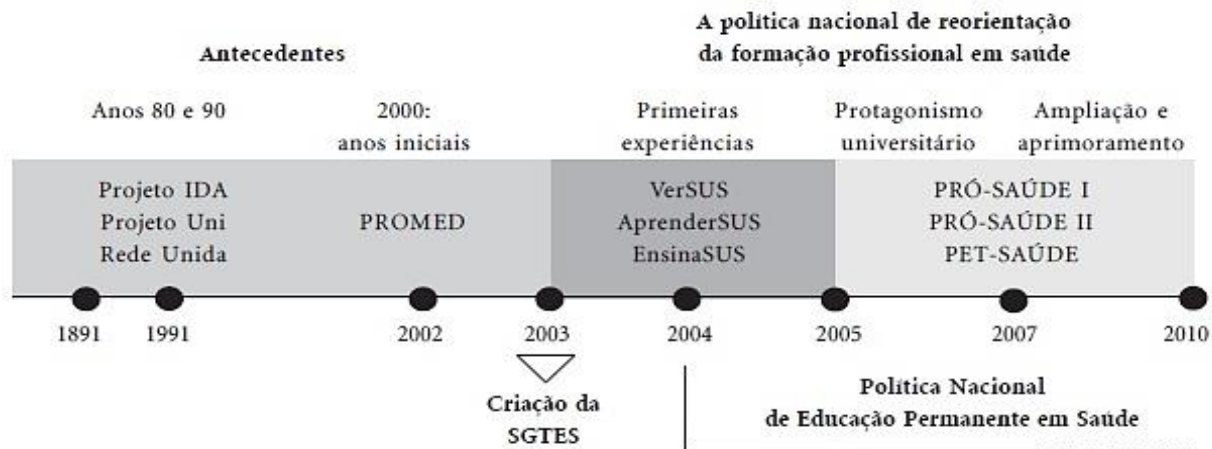 Antecedentes
A política nacional de reorientação
da formação profissional em saúde
Anos 80 e 90
2000:
anos iniciais
Primeiras
experiências
Protagonismo
universitário
Ampliação e
aprimoramento
Projeto IDA
Projeto Uni
Rede Unida
PROMED
VerSUS
AprenderSUS
EnsinaSUS
PRÓ-SAÚDE I
PRÓ-SAÚDE II
PET-SAÚDE
1891
1991
2002
2003
2004
2005
2007
2010
Criação da
SGTES
Política Nacional
de Educação Permanente em Saúde